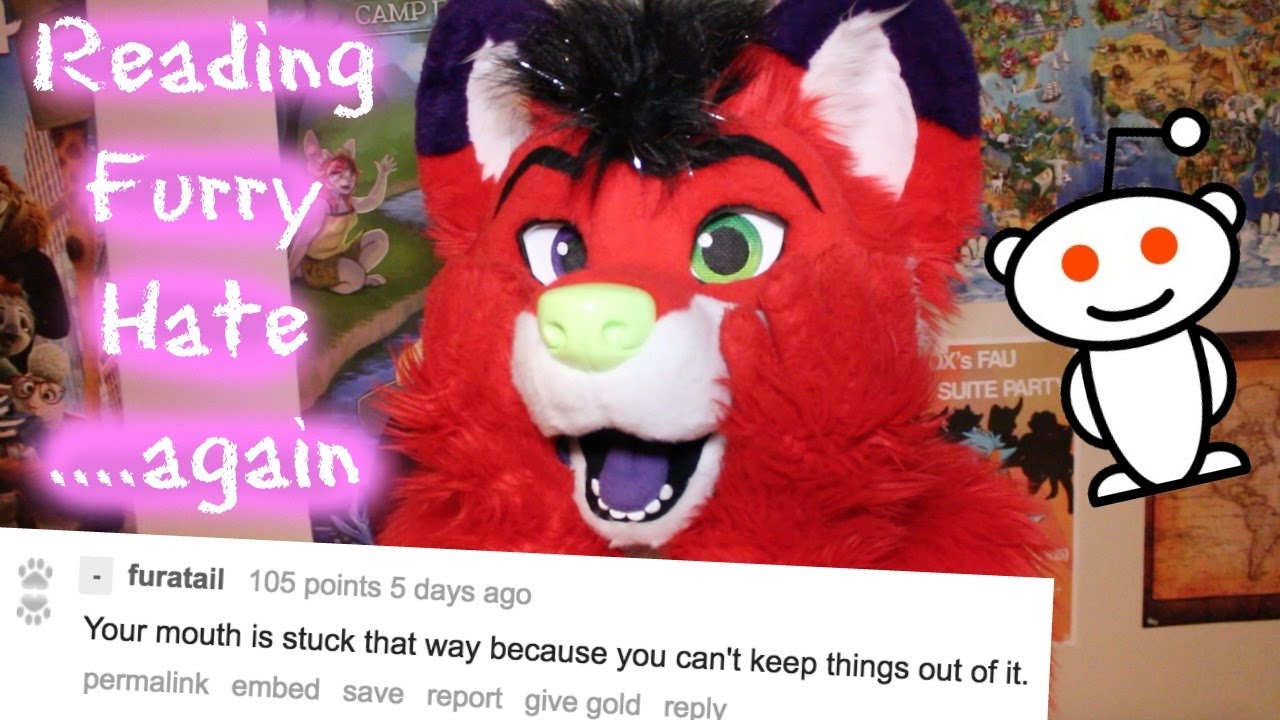 CAMP
Reading
Furry
Hate
....again
OX's FAU
SUITE PARTY
- furatail 105 points 5 days ago
Your mouth is stuck that way because you can't keep things out of it.
permalink embed save report give gold reply